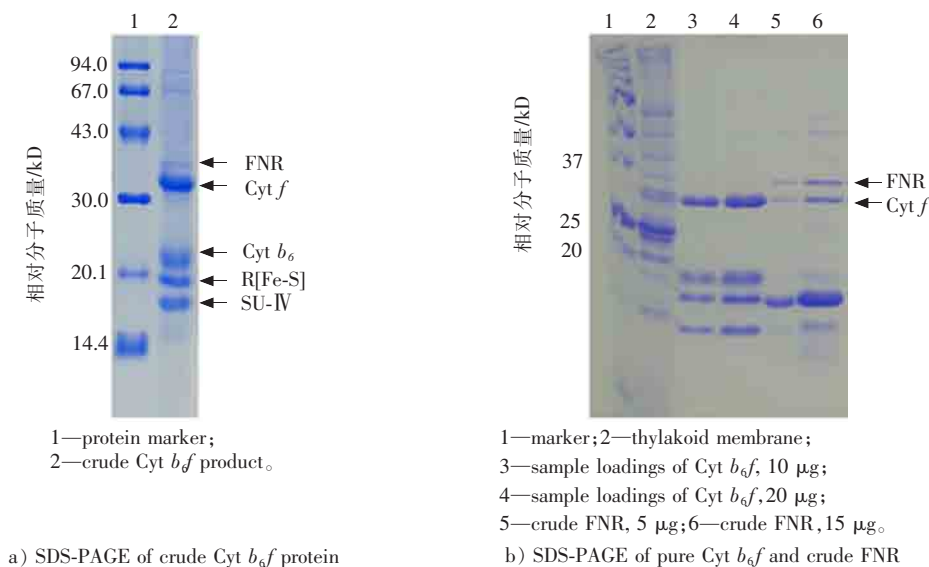 1 2
94.0
67.0
43.0
30.0
20.1
14.4
相对分子质量/kD
FNR
Cyt f
Cyt b₆
R[Fe-S]
SU-Ⅳ
1—protein marker;
2—crude Cyt b₆f product。
a) SDS-PAGE of crude Cyt b₆f protein
1 2 3 4 5 6
37
25
20
相对分子质量/kD
FNR
Cyt f
1—marker;2—thylakoid membrane;
3—sample loadings of Cyt b₆f, 10 μg;
4—sample loadings of Cyt b₆f,20 μg;
5—crude FNR, 5 μg;6—crude FNR,15 μg。
b) SDS-PAGE of pure Cyt b₆f and crude FNR